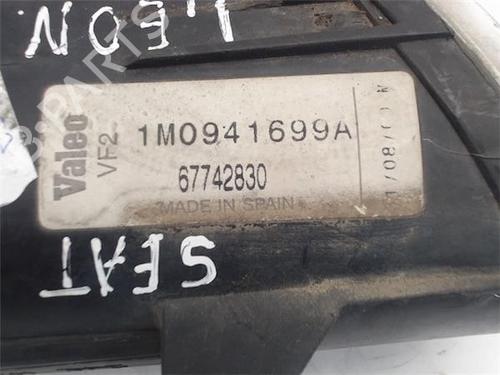 LEON
Valeo
VF2
1M0941699A
67742830
MADE IN SPAIN
SEAT